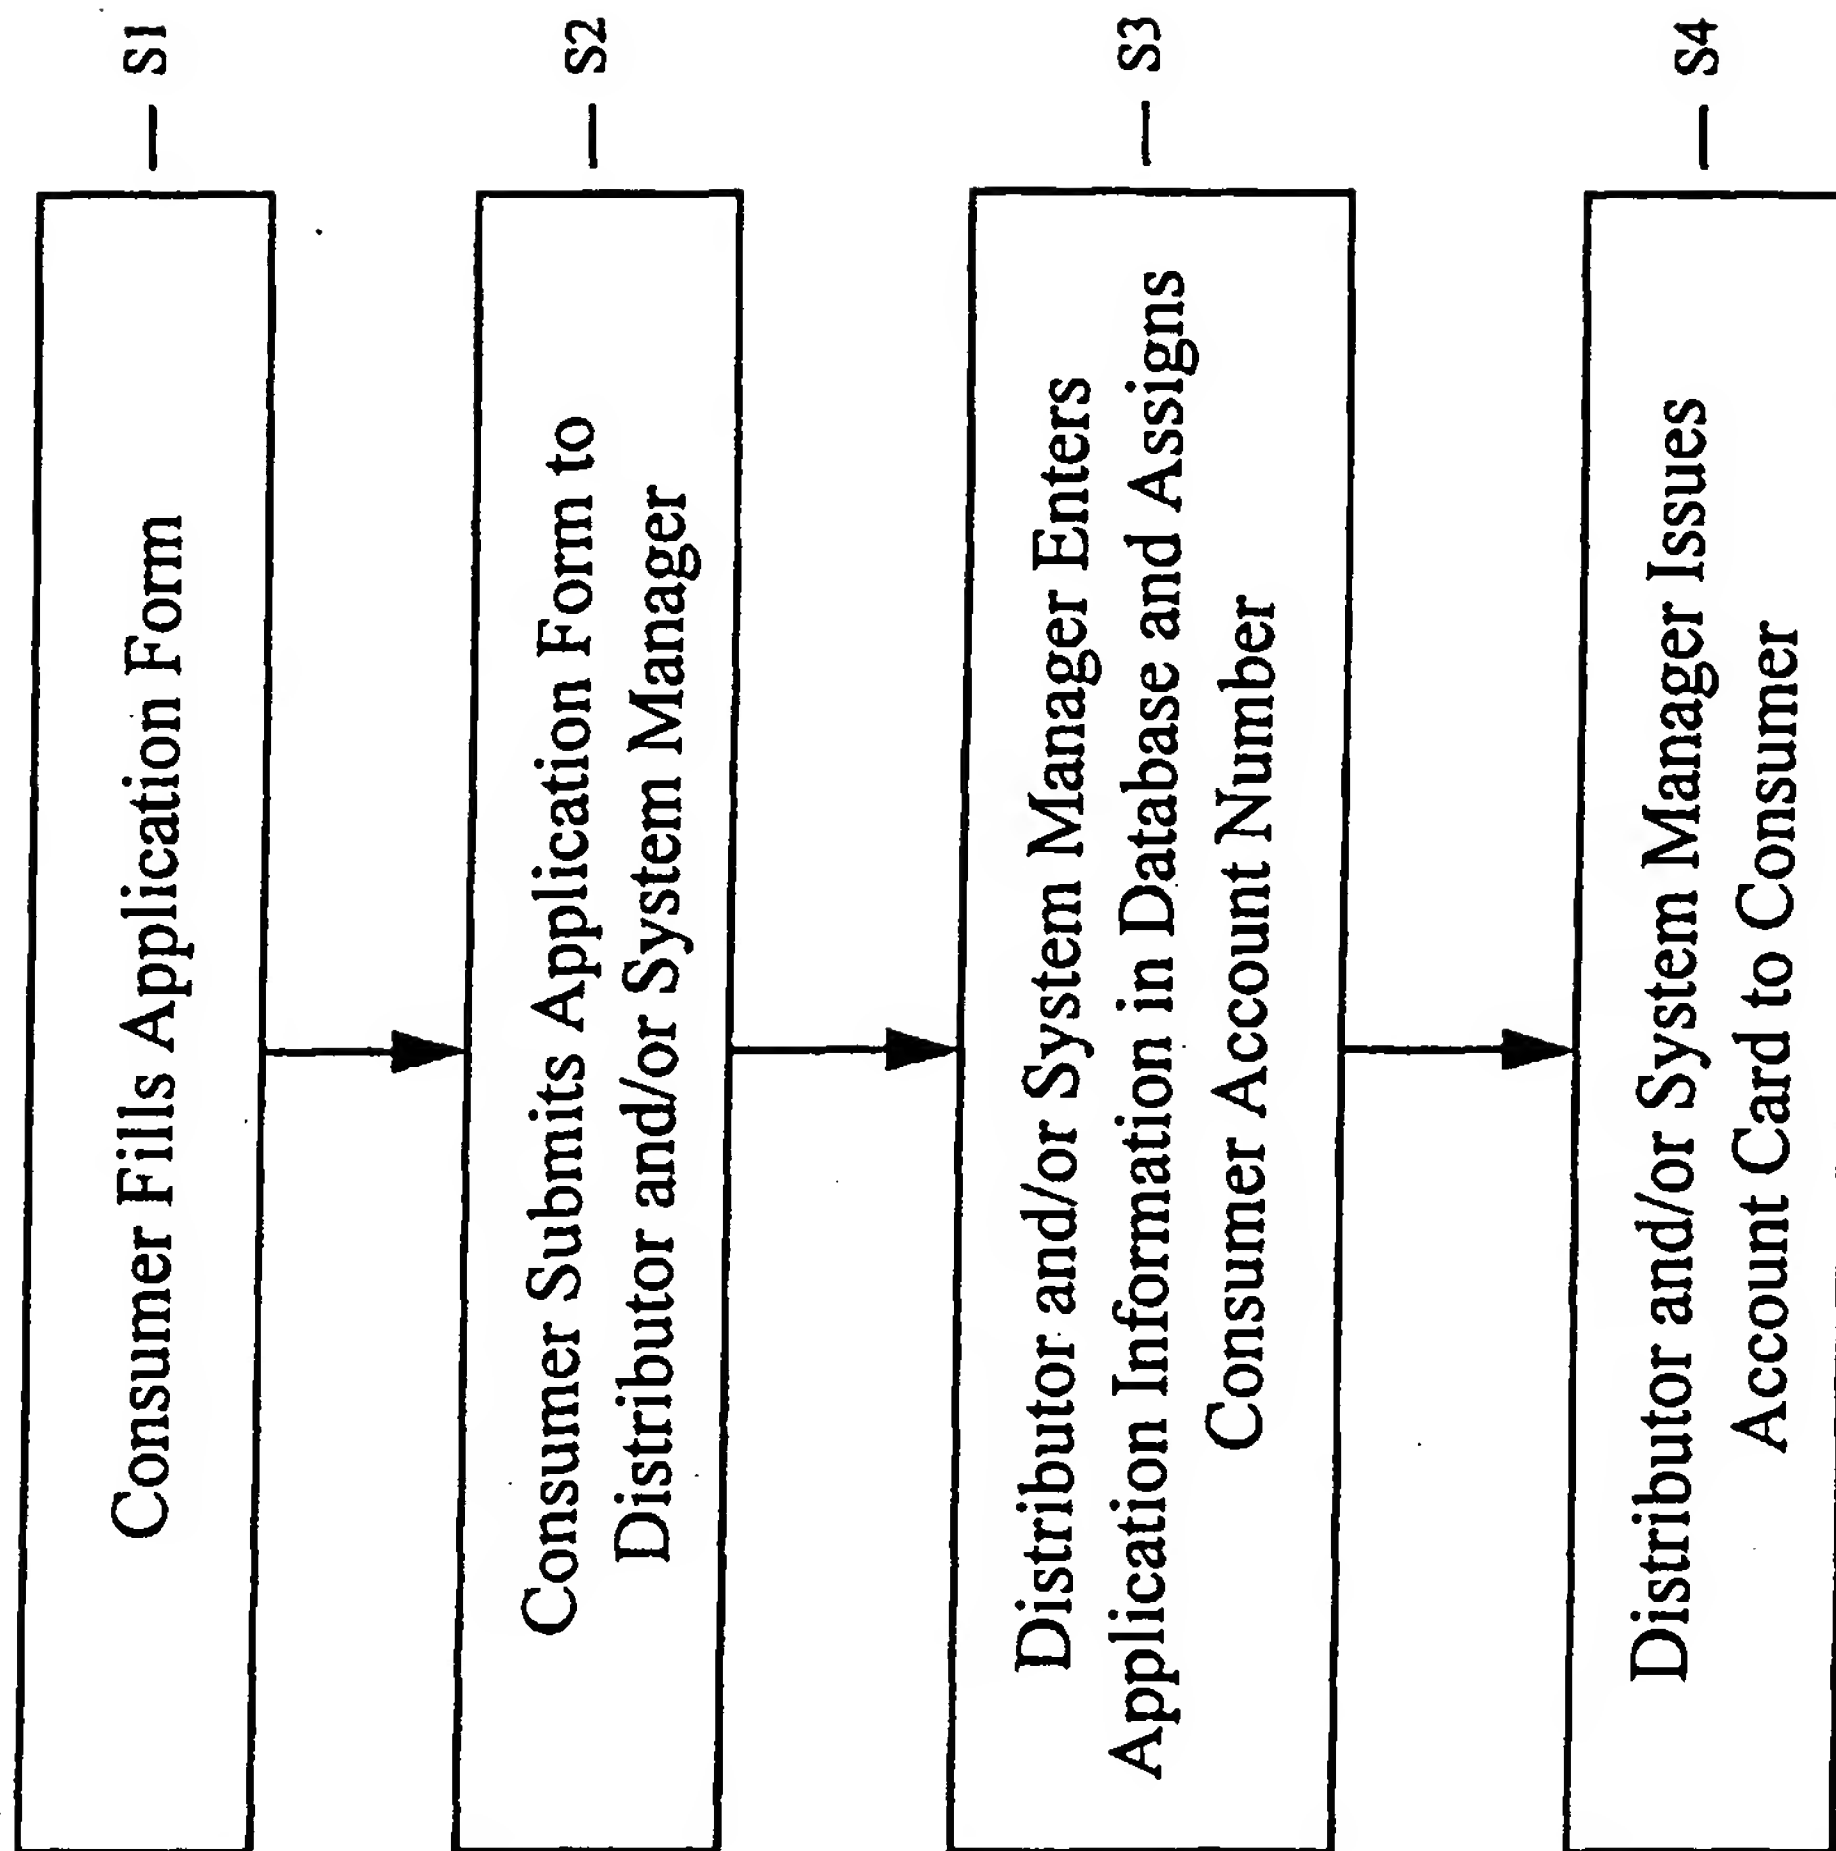 Consumer Fills Application Form
S1
Consumer Submits Application Form to
Distributor and/or System Manager
S2
Distributor and/or System Manager Enters
Application Information in Database and Assigns
Consumer Account Number
S3
Distributor and/or System Manager Issues
Account Card to Consumer
S4